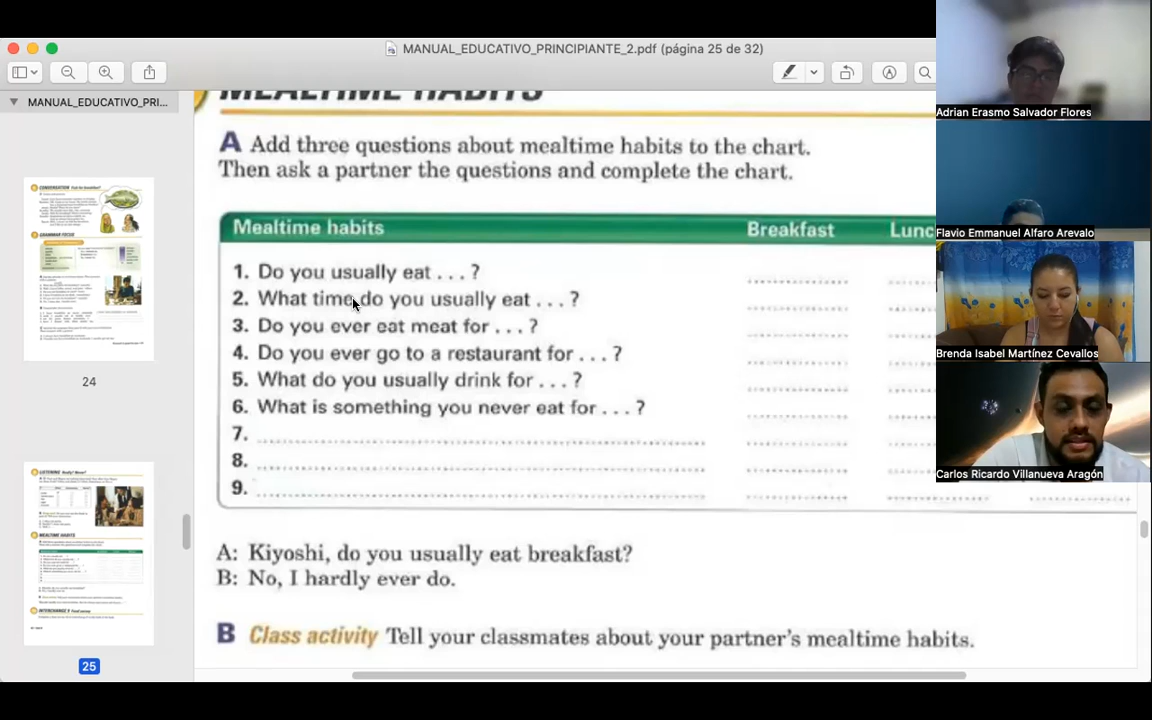 MANUAL_EDUCATIVO_PRINCIPIANTE_2.pdf (página 25 de 32)
MANUAL_EDUCATIVO_PRI...
24
25
MEALTIME HABITS
A Add three questions about mealtime habits to the chart.
Then ask a partner the questions and complete the chart.
Mealtime habits Breakfast Lunc
1. Do you usually eat . . . ?
2. What time do you usually eat . . . ?
3. Do you ever eat meat for . . . ?
4. Do you ever go to a restaurant for . . . ?
5. What do you usually drink for . . . ?
6. What is something you never eat for . . . ?
7.
8.
9.
A: Kiyoshi, do you usually eat breakfast?
B: No, I hardly ever do.
B Class activity Tell your classmates about your partner's mealtime habits.
Adrian Erasmo Salvador Flores
Flavio Emmanuel Alfaro Arevalo
Brenda Isabel Martínez Cevallos
Carlos Ricardo Villanueva Aragón